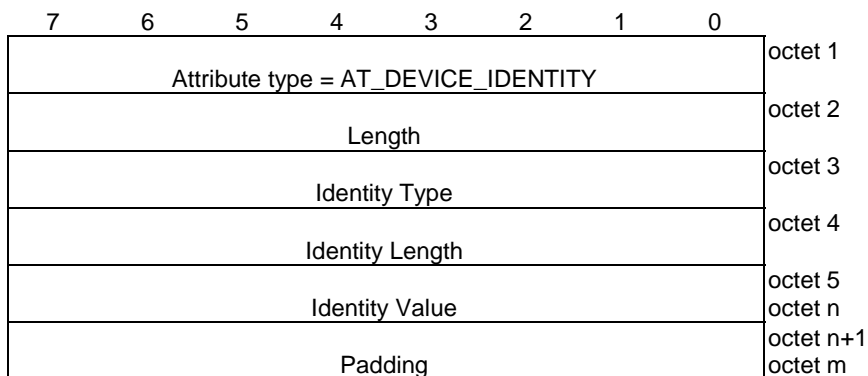 7 6 5 4 3 2 1 0
octet 1
Attribute type = AT_DEVICE_IDENTITY
octet 2
Length
octet 3
Identity Type
octet 4
Identity Length
octet 5
Identity Value octet n
octet n+1
Padding octet m